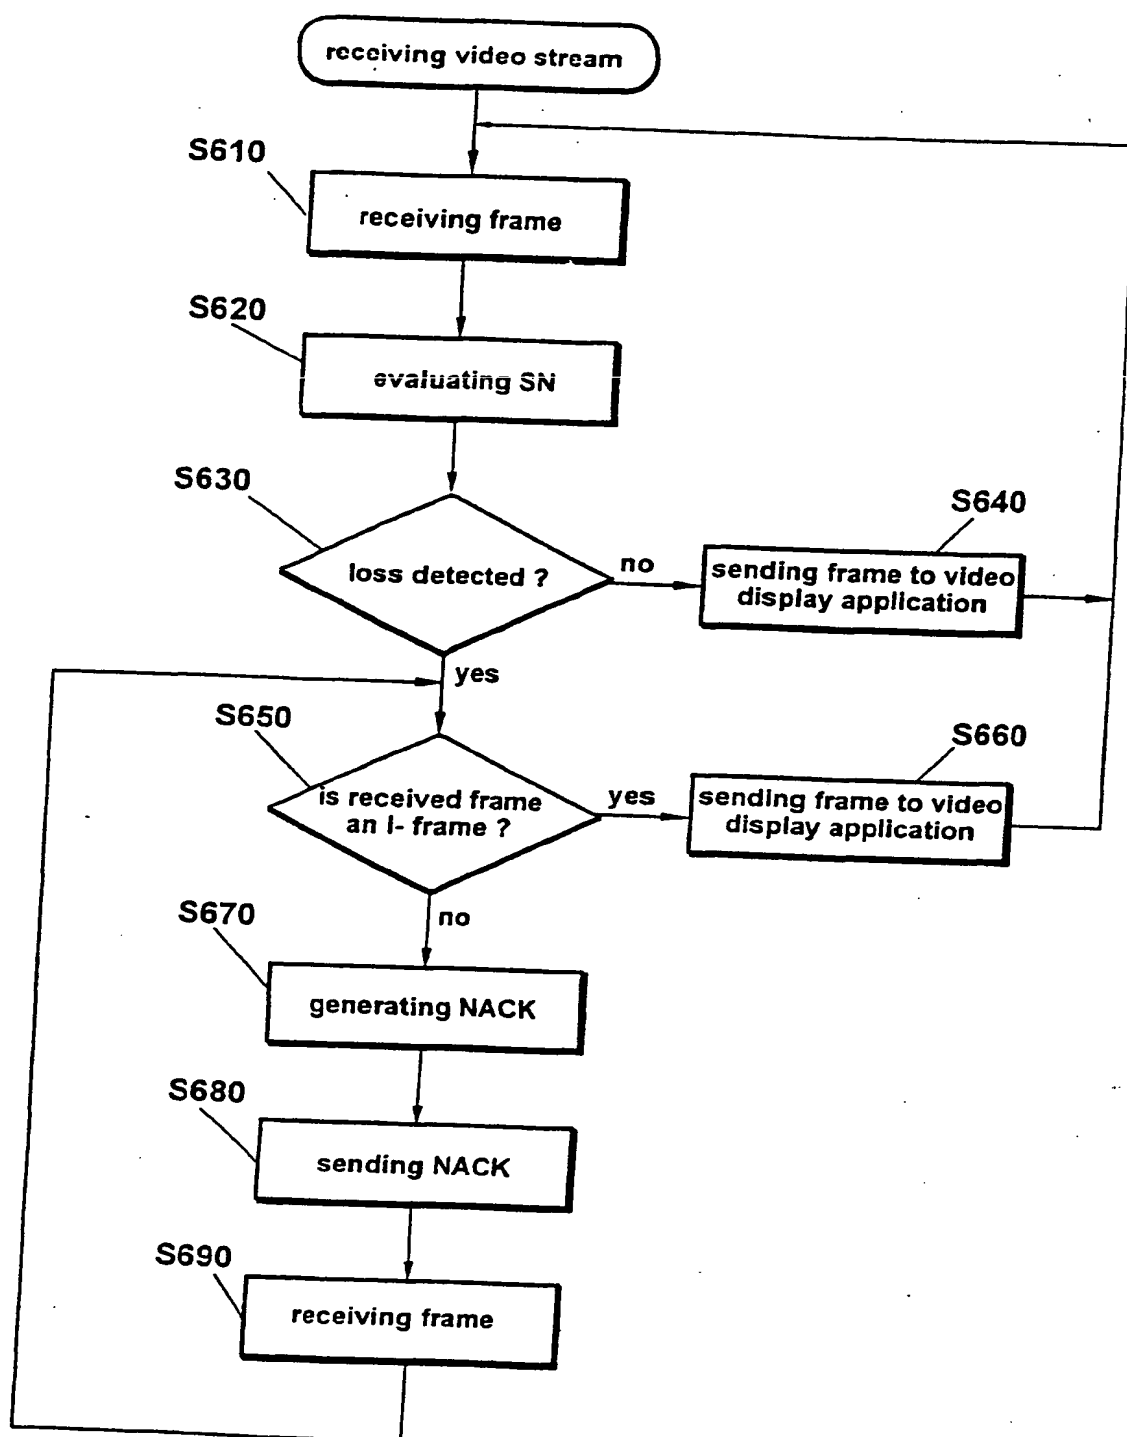 receiving video stream
S610
receiving frame
S620
evaluating SN
S630
loss detected ?
no
S640
sending frame to video
display application
yes
S650
is received frame
an I- frame ?
yes
S660
sending frame to video
display application
no
S670
generating NACK
S680
sending NACK
S690
receiving frame